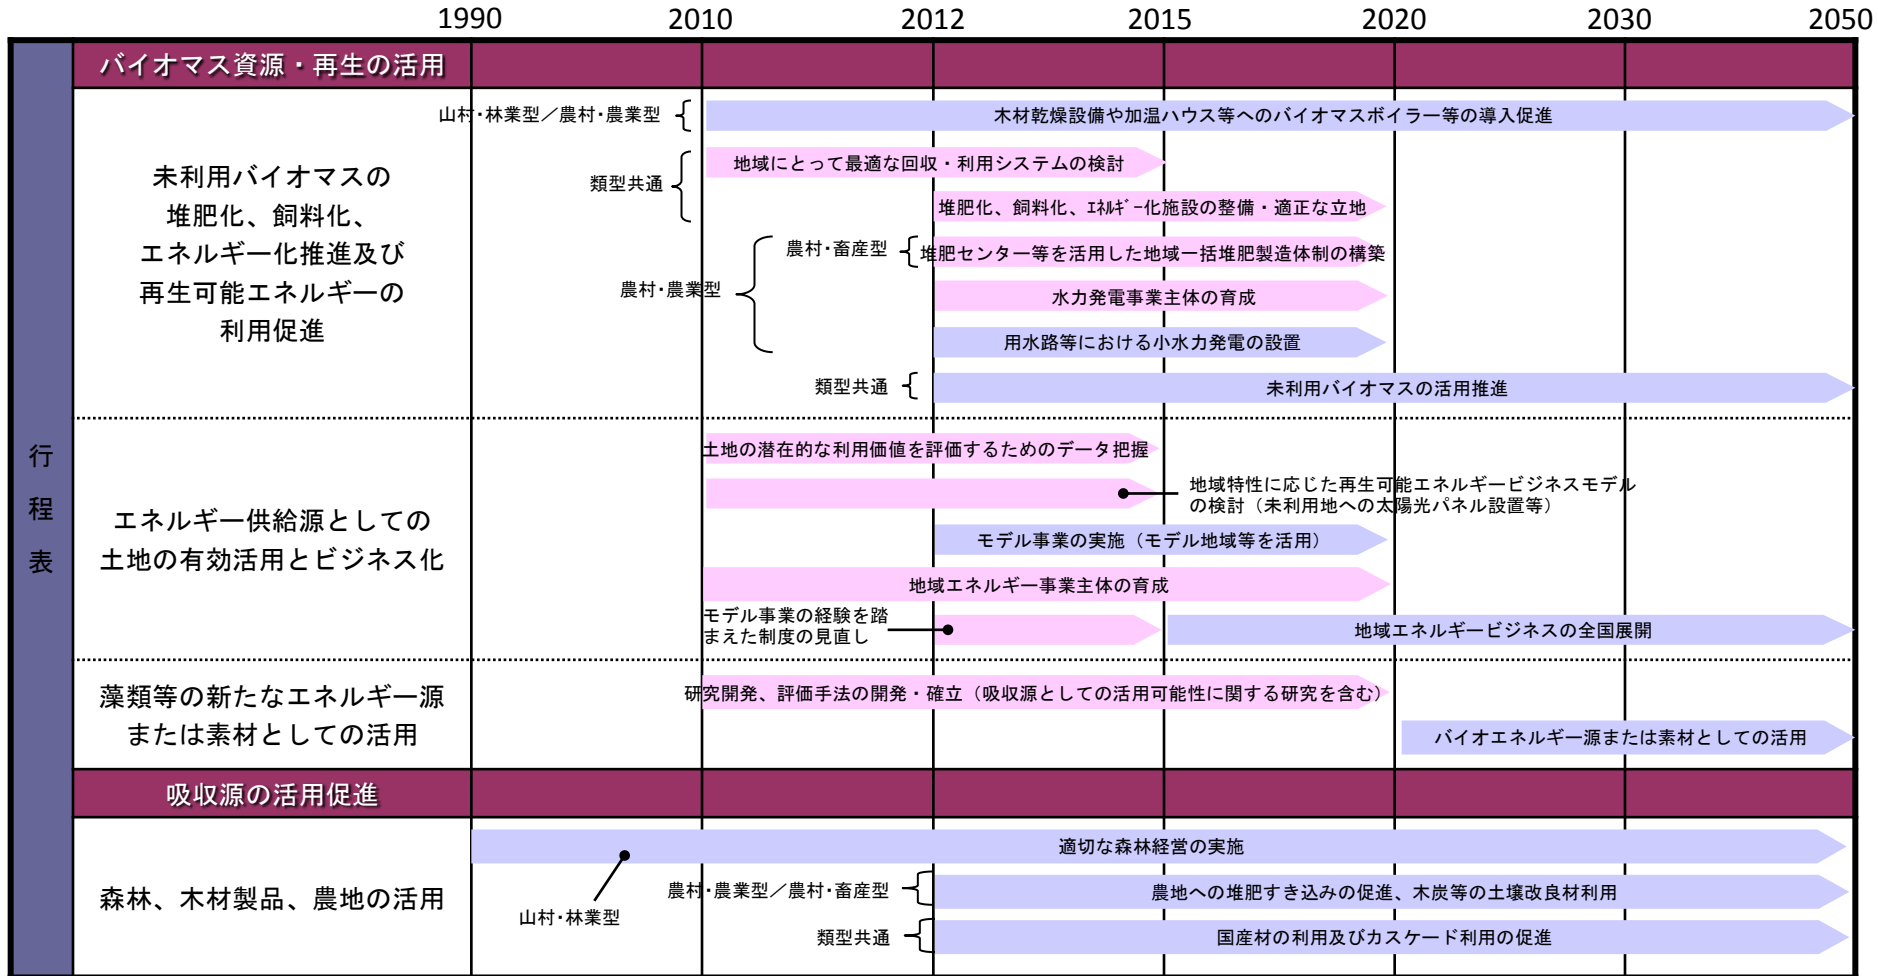 1990 2010 2012 2015 2020 2030 2050
行程表
バイオマス資源・再生の活用
未利用バイオマスの
堆肥化、飼料化、
エネルギー化推進及び
再生可能エネルギーの
利用促進
山村・林業型／農村・農業型
木材乾燥設備や加温ハウス等へのバイオマスボイラー等の導入促進
類型共通
地域にとって最適な回収・利用システムの検討
堆肥化、飼料化、ｴﾈﾙｷﾞｰ化施設の整備・適正な立地
農村・農業型
農村・畜産型
堆肥センター等を活用した地域一括堆肥製造体制の構築
水力発電事業主体の育成
用水路等における小水力発電の設置
類型共通
未利用バイオマスの活用推進
エネルギー供給源としての
土地の有効活用とビジネス化
土地の潜在的な利用価値を評価するためのデータ把握
地域特性に応じた再生可能エネルギービジネスモデル
の検討（未利用地への太陽光パネル設置等）
モデル事業の実施（モデル地域等を活用）
地域エネルギー事業主体の育成
モデル事業の経験を踏
まえた制度の見直し
地域エネルギービジネスの全国展開
藻類等の新たなエネルギー源
または素材としての活用
研究開発、評価手法の開発・確立（吸収源としての活用可能性に関する研究を含む）
バイオエネルギー源または素材としての活用
吸収源の活用促進
森林、木材製品、農地の活用
適切な森林経営の実施
山村・林業型
農村・農業型／農村・畜産型
農地への堆肥すき込みの促進、木炭等の土壌改良材利用
類型共通
国産材の利用及びカスケード利用の促進